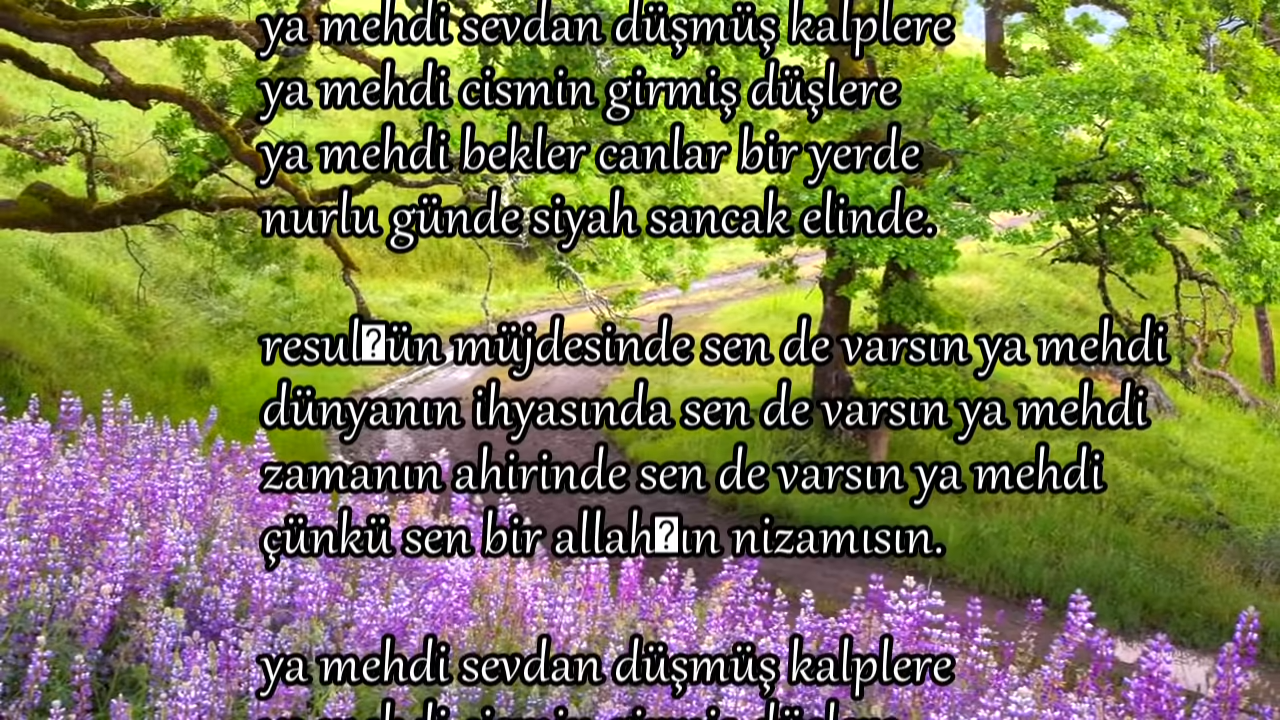 ya mehdi sevdan düşmüş kalplere
ya mehdi cismin girmiş düşlere
ya mehdi bekler canlar bir yerde
nurlu günde siyah sancak elinde.
resul�ün müjdesinde sen de varsın ya mehdi
dünyanın ihyasında sen de varsın ya mehdi
zamanın ahirinde sen de varsın ya mehdi
çünkü sen bir allah�ın nizamısın.
ya mehdi sevdan düşmüş kalplere